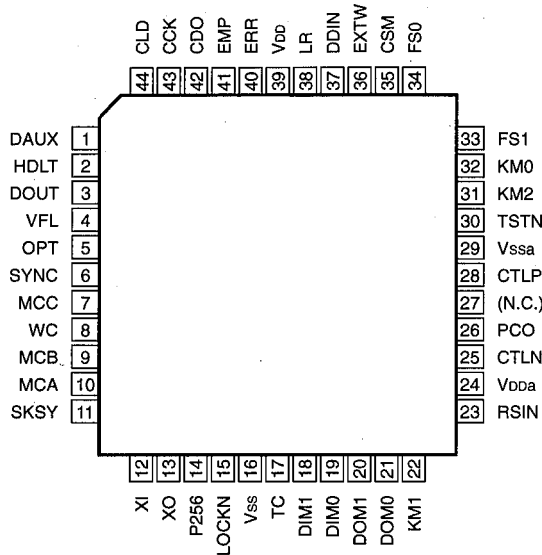 CLD CCK CDO EMP ERR VDD LR DDIN EXTW CSM FS0
44 43 42 41 40 39 38 37 36 35 34
DAUX 1
HDLT 2
DOUT 3
VFL 4
OPT 5
SYNC 6
MCC 7
WC 8
MCB 9
MCA 10
SKSY 11
33 FS1
32 KM0
31 KM2
30 TSTN
29 Vssa
28 CTLP
27 (N.C.)
26 PCO
25 CTLN
24 VDDa
23 RSIN
12 13 14 15 16 17 18 19 20 21 22
XI XO P256 LOCKN Vss TC DIM1 DIM0 DOM1 DOM0 KM1